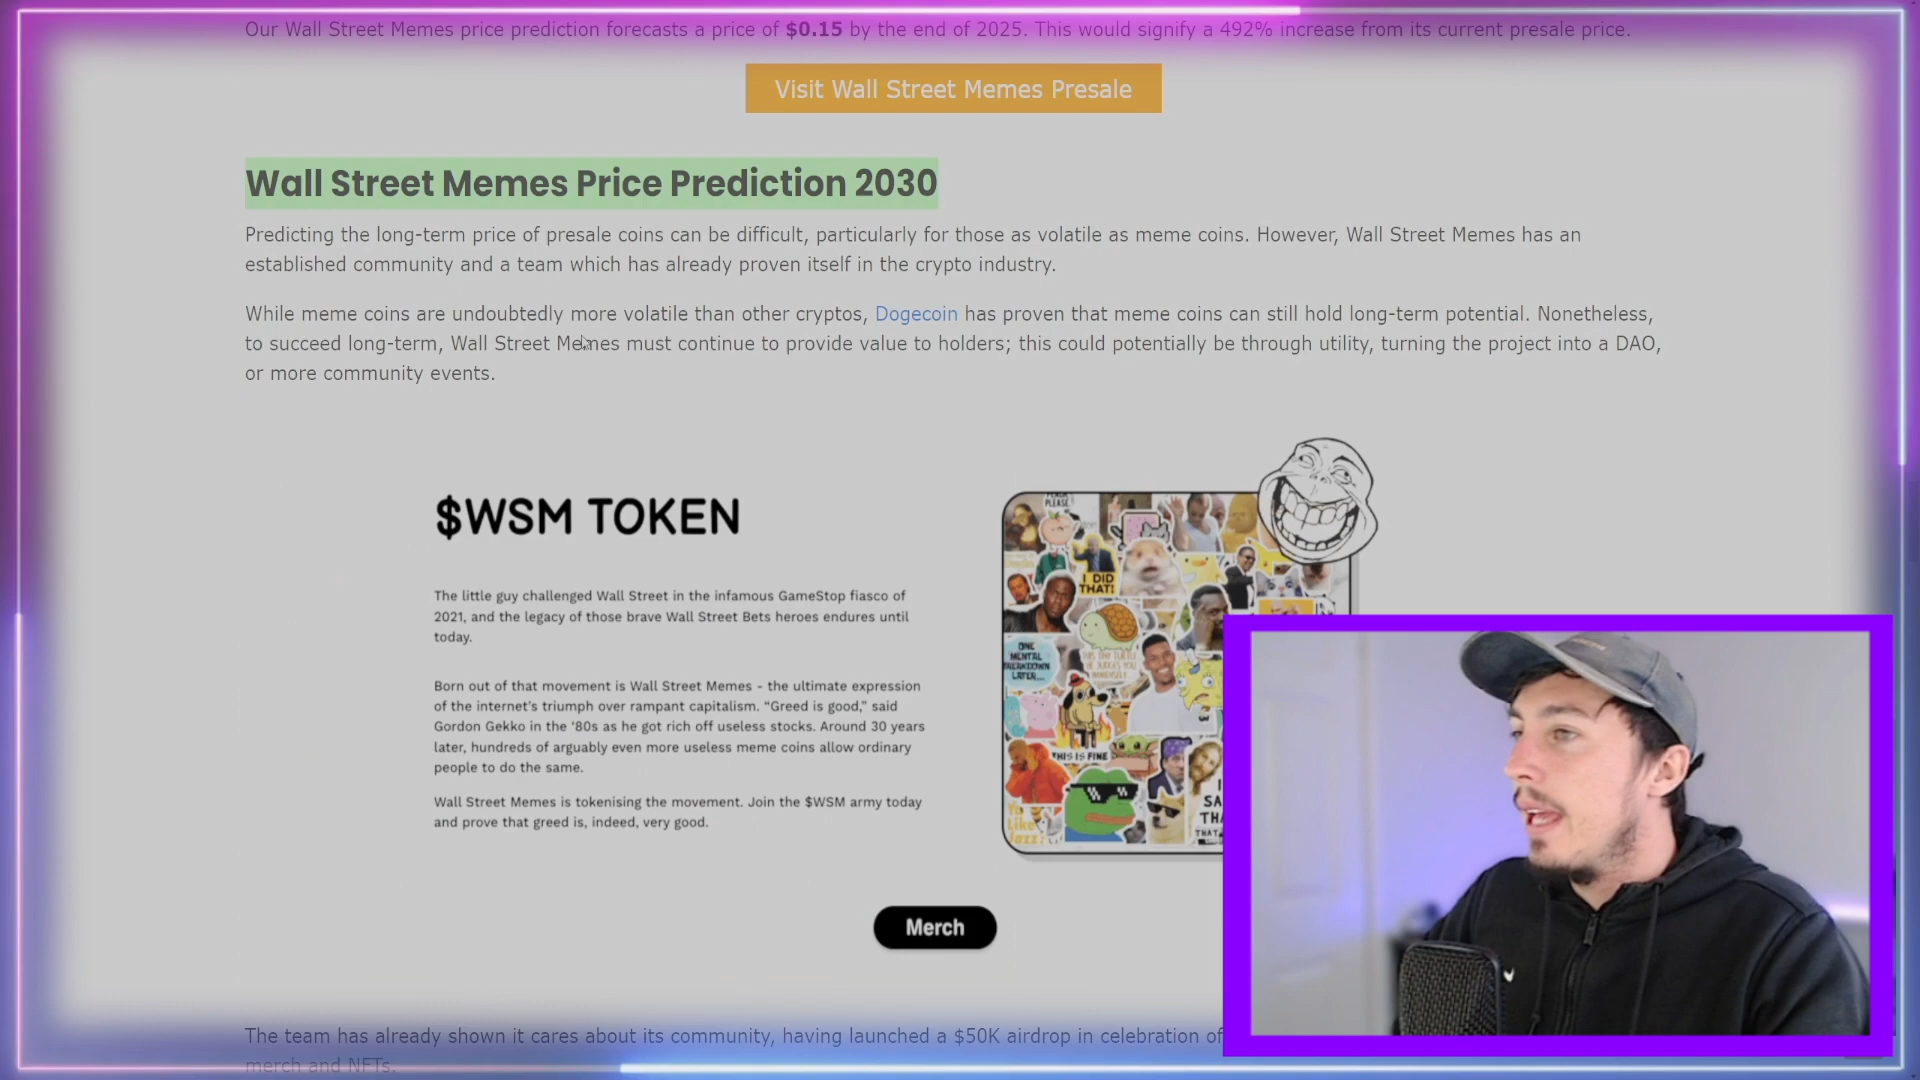 Our Wall Street Memes price prediction forecasts a price of $0.15 by the end of 2025. This would signify a 492% increase from its current presale price.
Visit Wall Street Memes Presale
Wall Street Memes Price Prediction 2030
Predicting the long-term price of presale coins can be difficult, particularly for those as volatile as meme coins. However, Wall Street Memes has an
established community and a team which has already proven itself in the crypto industry.
While meme coins are undoubtedly more volatile than other cryptos, Dogecoin has proven that meme coins can still hold long-term potential. Nonetheless,
to succeed long-term, Wall Street Memes must continue to provide value to holders; this could potentially be through utility, turning the project into a DAO,
or more community events.
$WSM TOKEN
The little guy challenged Wall Street in the infamous GameStop fiasco of
2021, and the legacy of those brave Wall Street Bets heroes endures until
today.
Born out of that movement is Wall Street Memes - the ultimate expression
of the internet's triumph over rampant capitalism. “Greed is good,” said
Gordon Gekko in the '80s as he got rich off useless stocks. Around 30 years
later, hundreds of arguably even more useless meme coins allow ordinary
people to do the same.
Wall Street Memes is tokenising the movement. Join the $WSM army today
and prove that greed is, indeed, very good.
PLEASE
I DID
THAT!
ONE
MENTAL
BREAKDOWN
LATER...
THIS IS FINE
Ya
Like
Jazz?
Merch
The team has already shown it cares about its community, having launched a $50K airdrop in celebration of
merch and NFTs.